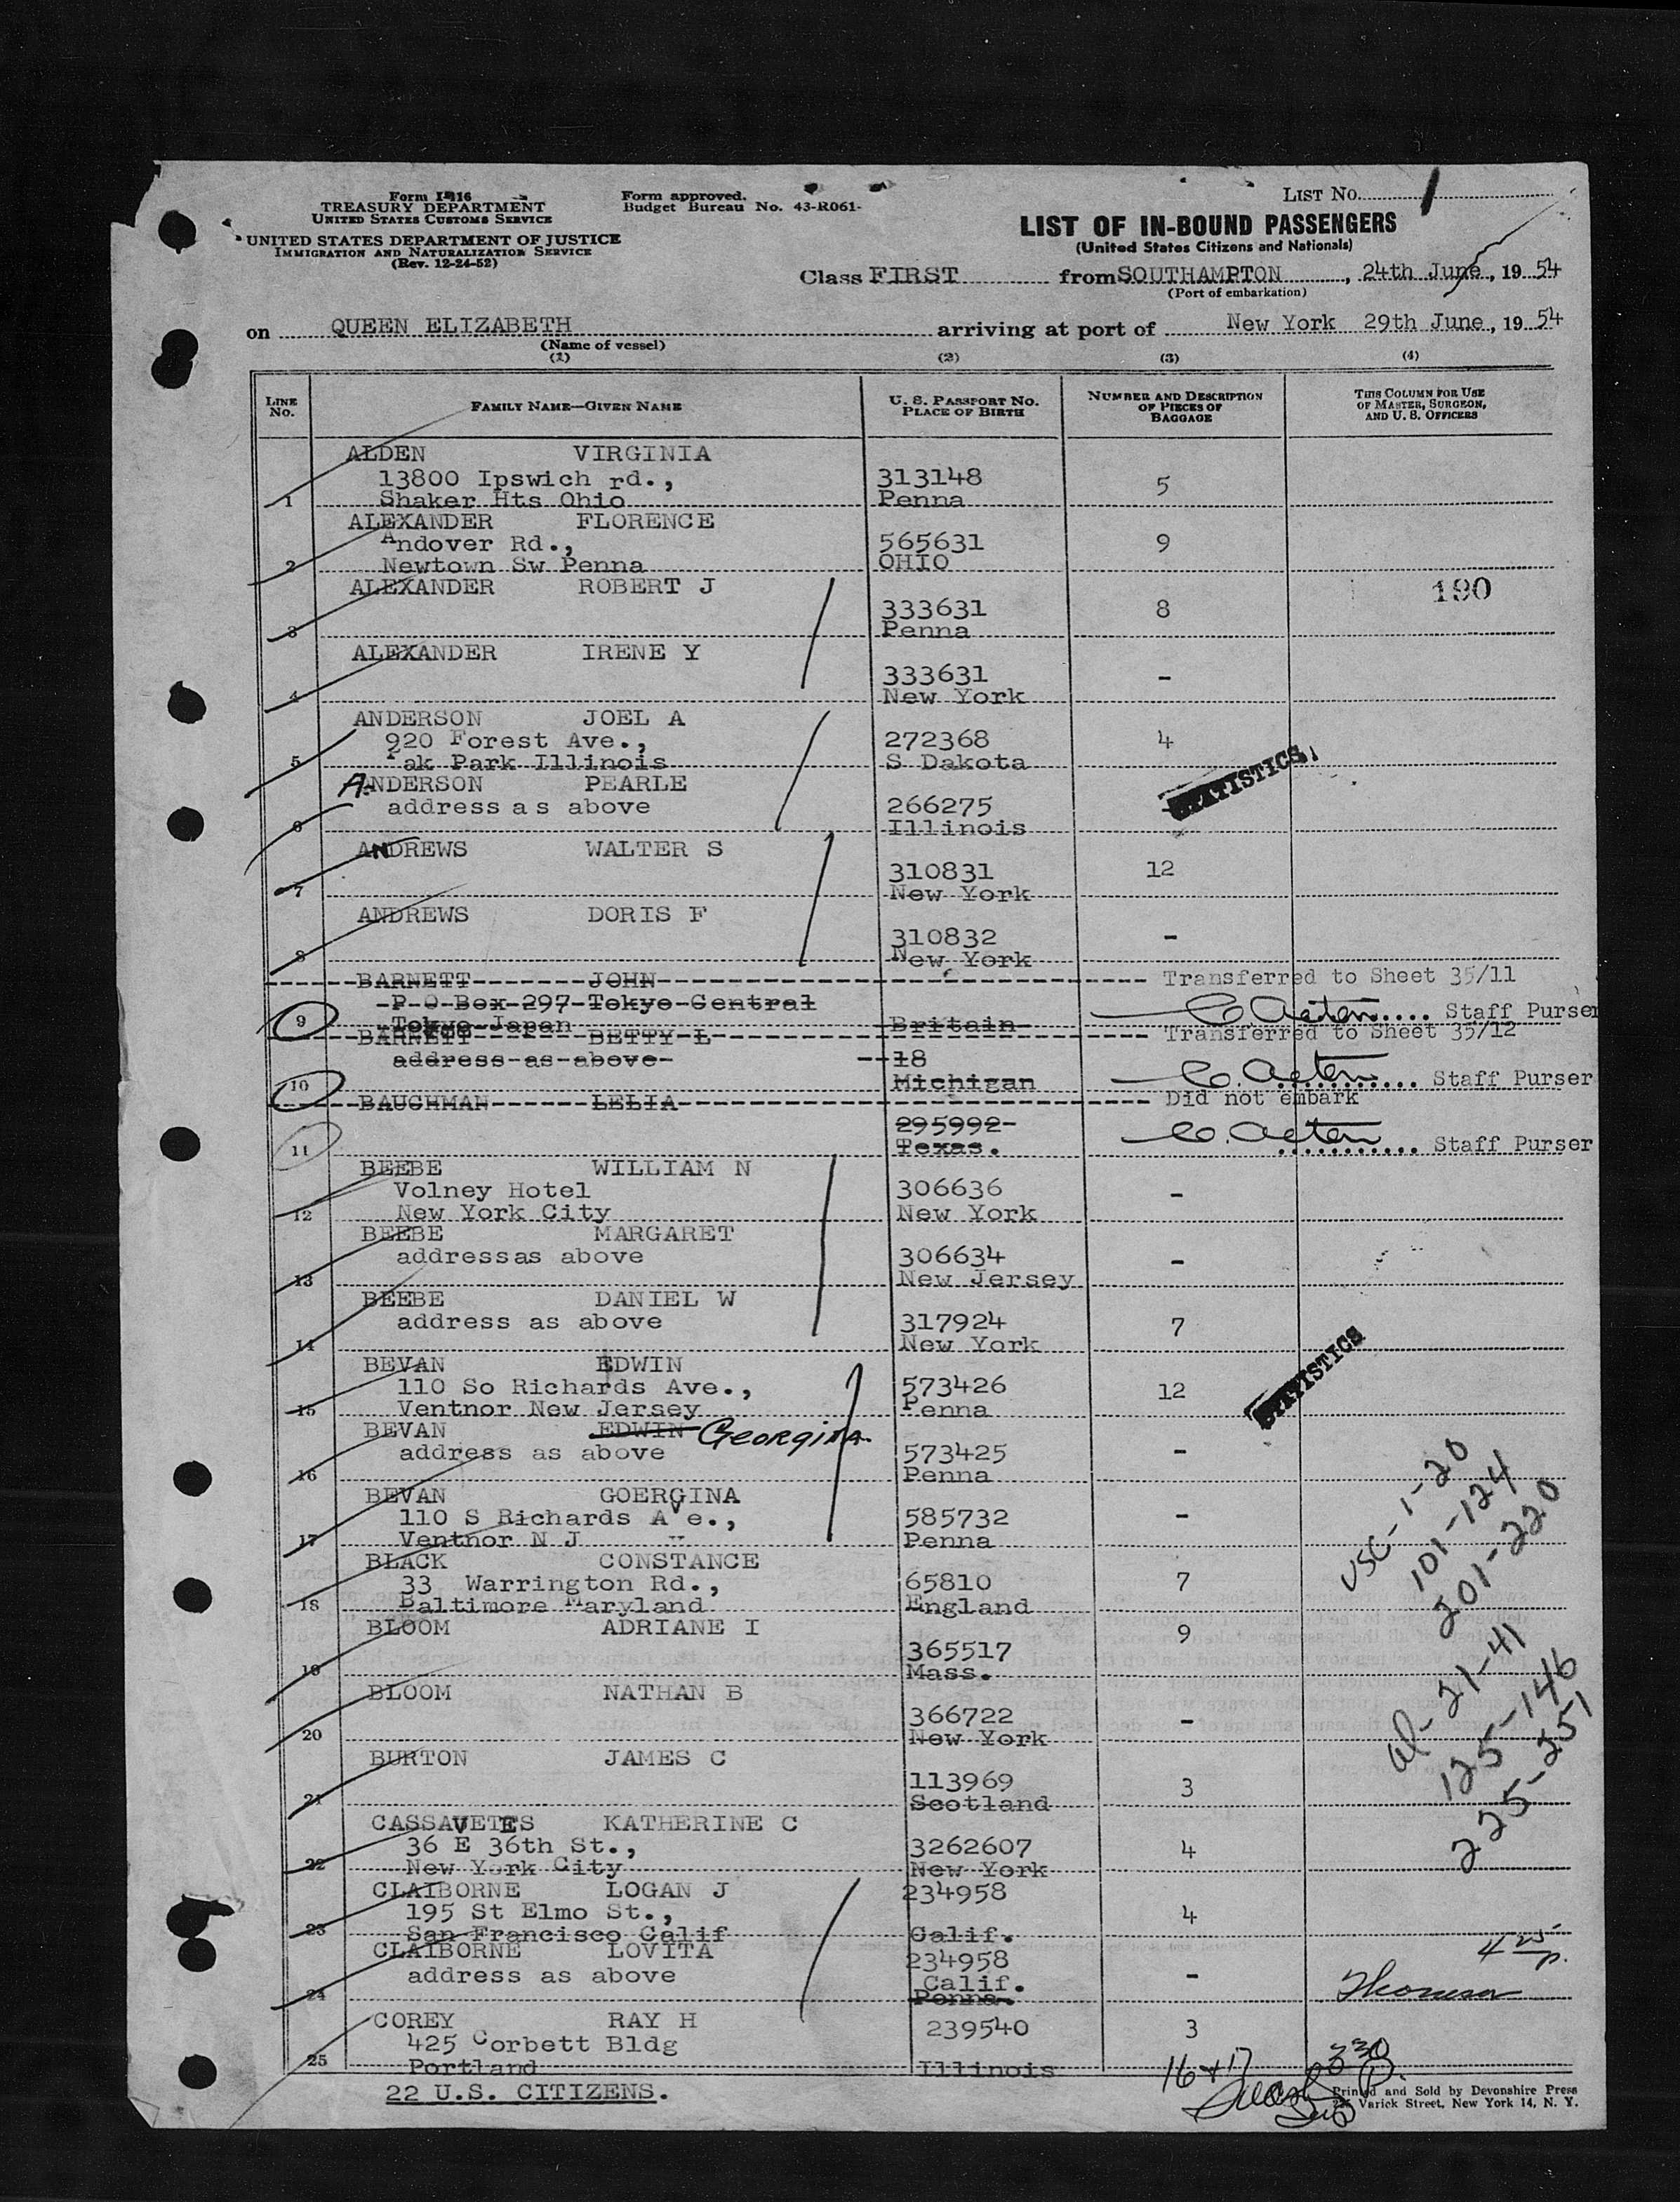 Form I-416
TREASURY DEPARTMENT
UNITED STATES CUSTOMS SERVICE
UNITED STATES DEPARTMENT OF JUSTICE
IMMIGRATION AND NATURALIZATION SERVICE
(Rev. 12-24-52)
Form approved.
Budget Bureau No. 43-R061-
LIST No. 1
LIST OF IN-BOUND PASSENGERS
(United States Citizens and Nationals)
Class FIRST from SOUTHAMPTON, 24th June, 19 54
(Port of embarkation)
on QUEEN ELIZABETH arriving at port of New York 29th June, 19 54
(Name of vessel)
(1) (2) (3) (4)
LINE No. FAMILY NAME—GIVEN NAME U. S. PASSPORT No. PLACE OF BIRTH NUMBER AND DESCRIPTION OF PIECES OF BAGGAGE THIS COLUMN FOR USE OF MASTER, SURGEON, AND U. S. OFFICERS
ALDEN VIRGINIA
13800 Ipswich rd., 313148 5
1 Shaker Hts Ohio Penna
ALEXANDER FLORENCE
Andover Rd., 565631 9
2 Newtown Sw Penna OHIO
ALEXANDER ROBERT J 190
333631 8
3 Penna
ALEXANDER IRENE Y
333631 -
4 New York
ANDERSON JOEL A
920 Forest Ave., 272368 4
5 ak Park Illinois S Dakota
STATISTICS
ANDERSON PEARLE
address as above 266275
6 Illinois
ANDREWS WALTER S
310831 12
7 New York
ANDREWS DORIS F
310832 -
8 New York
BARNETT JOHN Transferred to Sheet 35/11
P O Box 297 Tokyo Central Staff Purser
9 Tokyo Japan Britain
BARNETT BETTY L Transferred to Sheet 35/12
address as above 18
10 Michigan Staff Purser
BAUGHMAN LELIA Did not embark
295992
11 Texas. Staff Purser
BEEBE WILLIAM N
Volney Hotel 306636 -
12 New York City New York
BEEBE MARGARET
addressas above 306634 -
13 New Jersey
BEEBE DANIEL W
address as above 317924 7
14 New York
STATISTICS
BEVAN EDWIN
110 So Richards Ave., 573426 12
15 Ventnor New Jersey Penna
BEVAN EDWIN Georgina
address as above 573425 -
16 Penna
BEVAN GOERGINA
110 S Richards Ave., 585732 -
17 Ventnor N J Penna
USC - 1-20
101-124
201-220
BLACK CONSTANCE
33 Warrington Rd., 65810 7
18 Baltimore Maryland England
BLOOM ADRIANE I 9
365517
19 Mass.
BLOOM NATHAN B
366722 -
20 New York
al - 21-41
125-146
225-251
BURTON JAMES C
113969 3
21 Scotland
CASSAVETES KATHERINE C
36 E 36th St., 3262607 4
22 New York City New York
CLAIBORNE LOGAN J 234958
195 St Elmo St., 4
23 San Francisco Calif Calif.
CLAIBORNE LOVITA 234958
address as above Calif. -
24 Penna.
COREY RAY H 239540 3
425 Corbett Bldg
25 Portland Illinois
22 U.S. CITIZENS.
16 & 17
Printed and Sold by Devonshire Press
Varick Street, New York 14, N. Y.